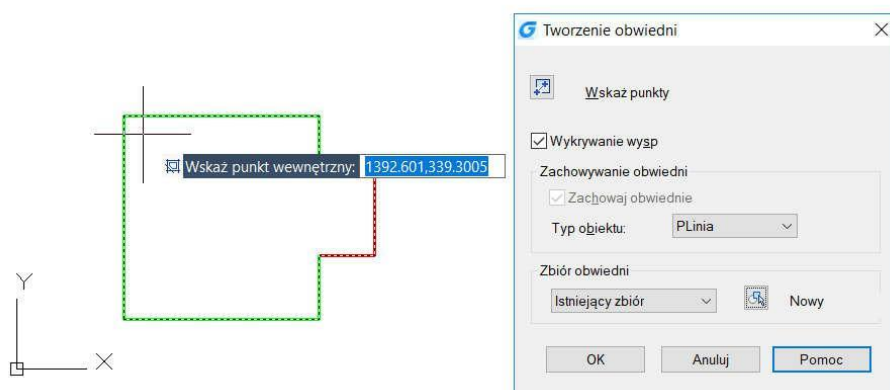 Wskaż punkt wewnętrzny: 1392.601,339.3005
Y
X
Tworzenie obwiedni
Wskaż punkty
Wykrywanie wysp
Zachowywanie obwiedni
Zachowaj obwiednie
Typ obiektu: PLinia
Zbiór obwiedni
Istniejący zbiór Nowy
OK Anuluj Pomoc